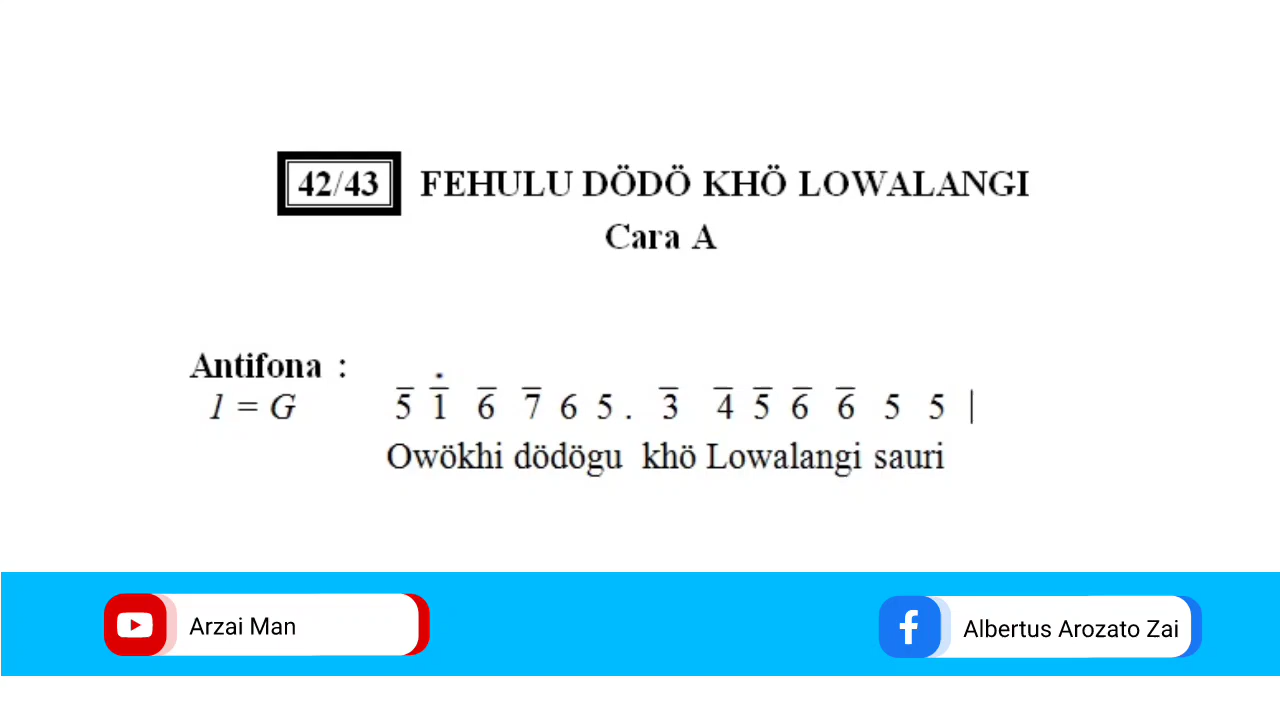 42/43 FEHULU DÖDÖ KHÖ LOWALANGI
Cara A
Antifona :
1 = G 5̅ i̅ 6̅ 7̅ 6 5 . 3̅ 4̅ 5̅ 6̅ 6̅ 5 5 |
Owökhi dödögu khö Lowalangi sauri
Arzai Man
Albertus Arozato Zai